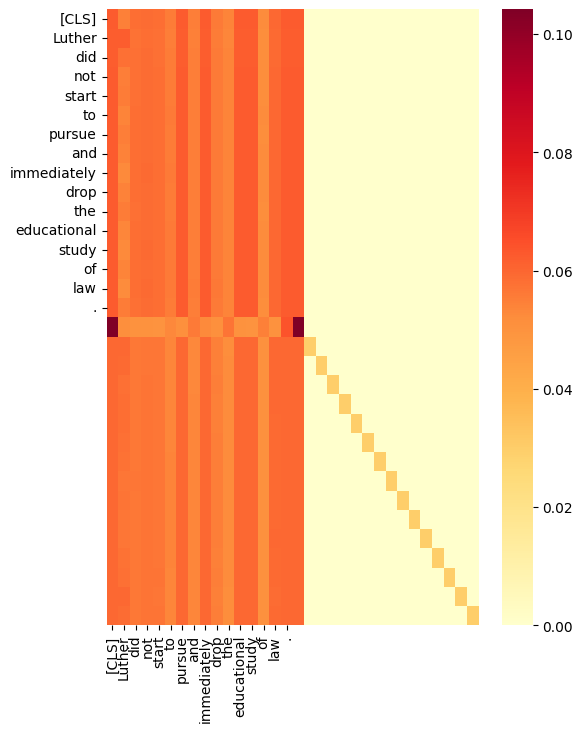 [CLS]
Luther
did
not
start
to
pursue
and
immediately
drop
the
educational
study
of
law
.
[CLS]
Luther
did
not
start
to
pursue
and
immediately
drop
the
educational
study
of
law
.
0.10
0.08
0.06
0.04
0.02
0.00